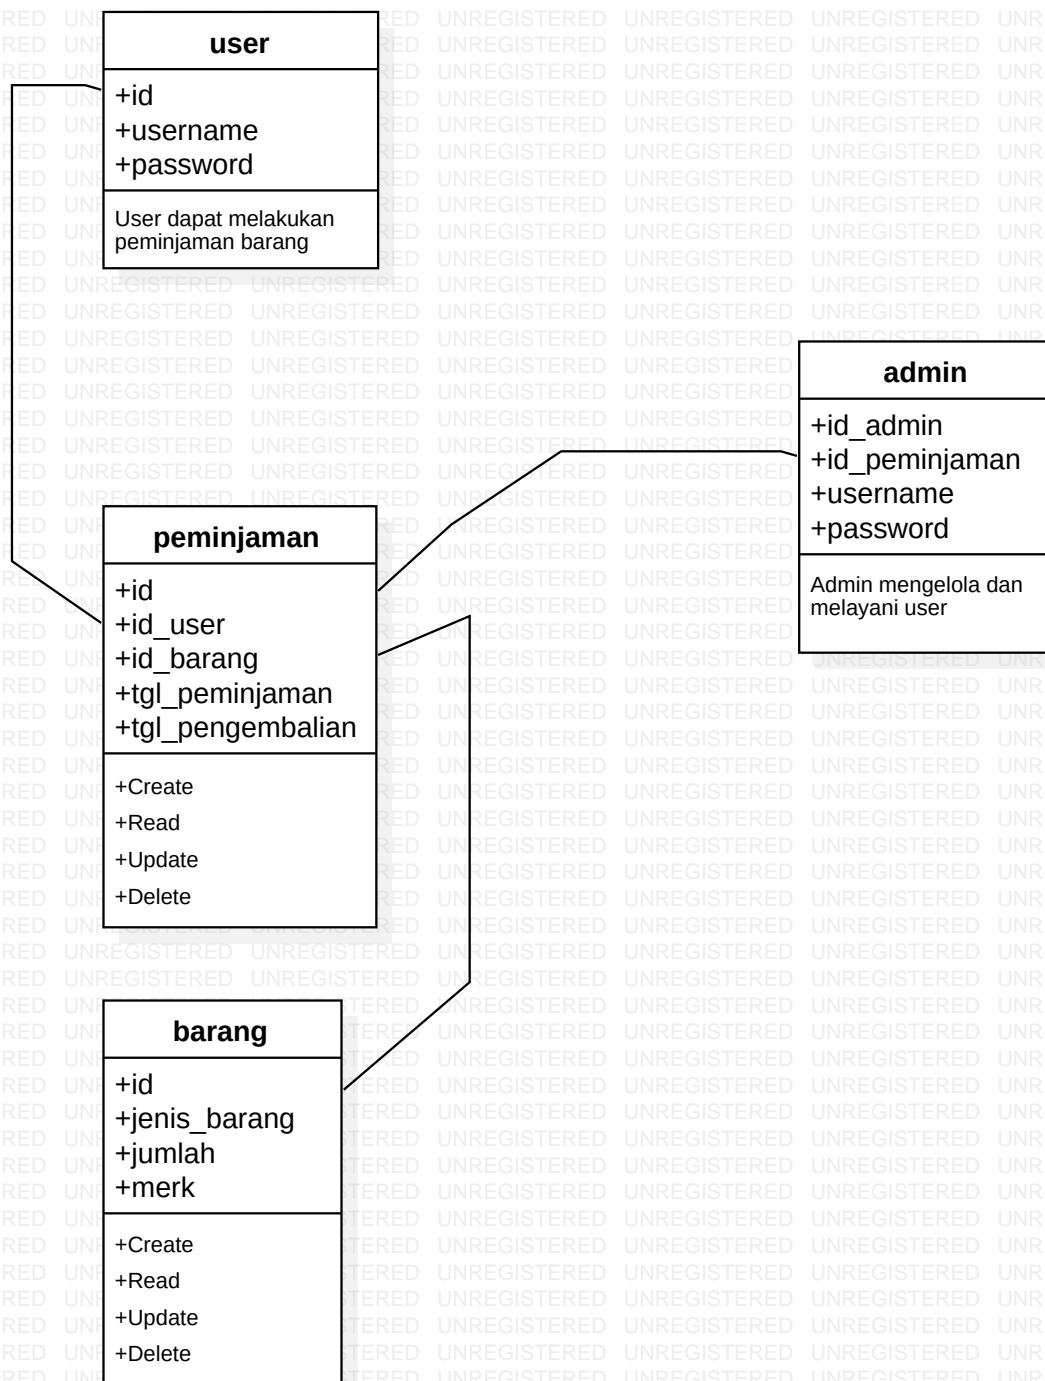 user
+id
+username
+password
User dapat melakukan
peminjaman barang
admin
+id_admin
+id_peminjaman
+username
+password
Admin mengelola dan
melayani user
peminjaman
+id
+id_user
+id_barang
+tgl_peminjaman
+tgl_pengembalian
+Create
+Read
+Update
+Delete
barang
+id
+jenis_barang
+jumlah
+merk
+Create
+Read
+Update
+Delete
UNREGISTERED